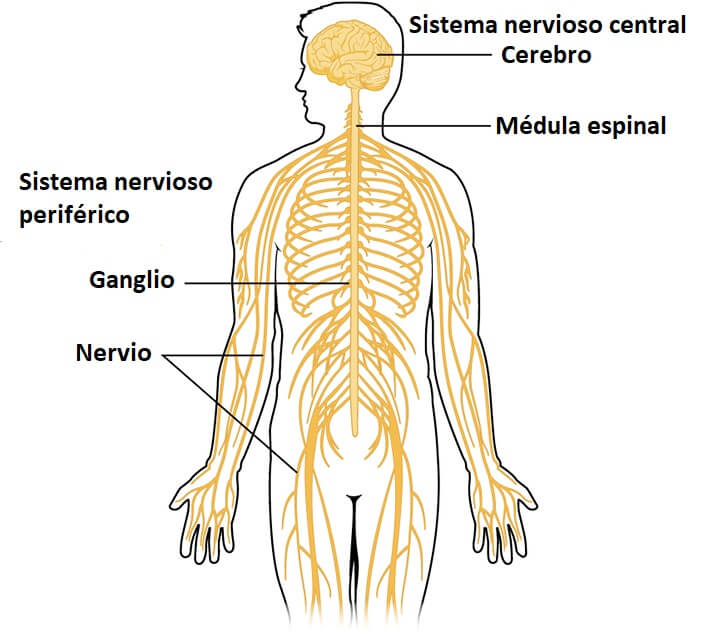 Sistema nervioso central
Cerebro
Médula espinal
Sistema nervioso
periférico
Ganglio
Nervio